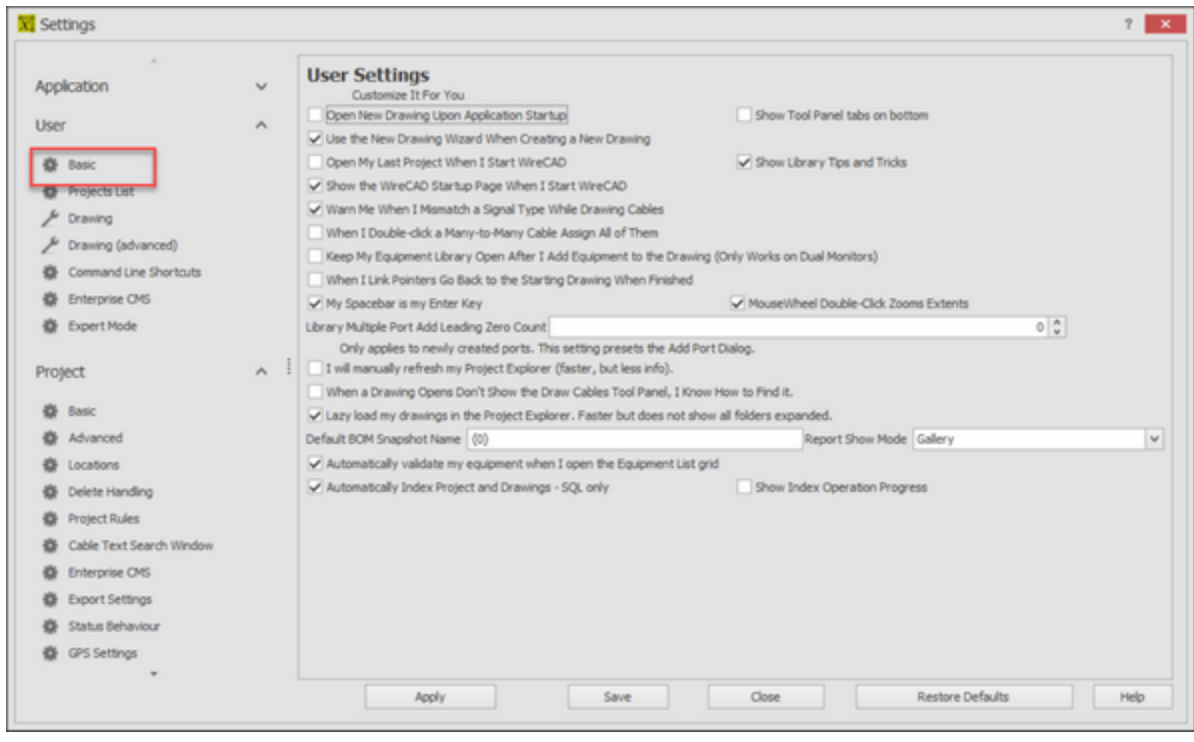 Settings
?
Application
User
Basic
Projects List
Drawing
Drawing (advanced)
Command Line Shortcuts
Enterprise CMS
Expert Mode
Project
Basic
Advanced
Locations
Delete Handling
Project Rules
Cable Text Search Window
Enterprise CMS
Export Settings
Status Behaviour
GPS Settings
User Settings
Customize It For You
Open New Drawing Upon Application Startup
Show Tool Panel tabs on bottom
Use the New Drawing Wizard When Creating a New Drawing
Open My Last Project When I Start WireCAD
Show Library Tips and Tricks
Show the WireCAD Startup Page When I Start WireCAD
Warn Me When I Mismatch a Signal Type While Drawing Cables
When I Double-click a Many-to-Many Cable Assign All of Them
Keep My Equipment Library Open After I Add Equipment to the Drawing (Only Works on Dual Monitors)
When I Link Pointers Go Back to the Starting Drawing When Finished
My Spacebar is my Enter Key
MouseWheel Double-Click Zooms Extents
Library Multiple Port Add Leading Zero Count 0
Only applies to newly created ports. This setting presets the Add Port Dialog.
I will manually refresh my Project Explorer (faster, but less info).
When a Drawing Opens Don't Show the Draw Cables Tool Panel, I Know How to Find it.
Lazy load my drawings in the Project Explorer. Faster but does not show all folders expanded.
Default BOM Snapshot Name {0} Report Show Mode Gallery
Automatically validate my equipment when I open the Equipment List grid
Automatically Index Project and Drawings - SQL only
Show Index Operation Progress
Apply Save Close Restore Defaults Help